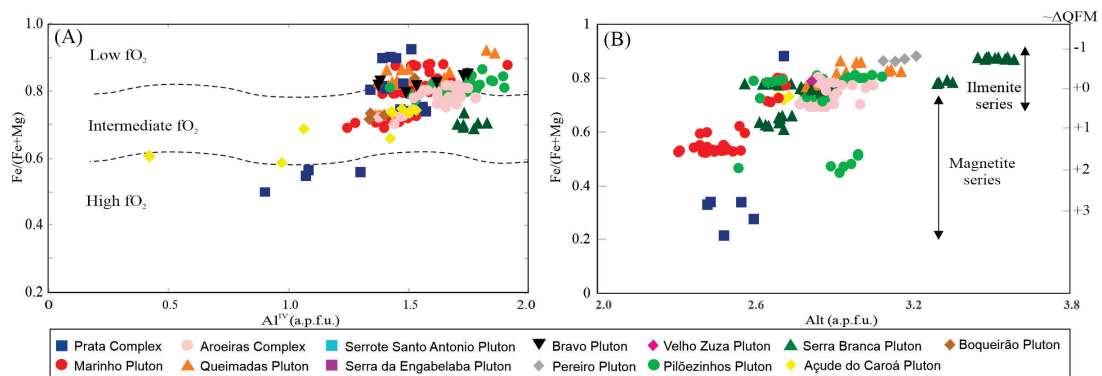 (A)
Low fO₂
Intermediate fO₂
High fO₂
Fe/(Fe+Mg)
1.0
0.8
0.6
0.4
0.2
0
0.5
1.0
1.5
2.0
Al^IV (a.p.f.u.)
(B)
~ΔQFM
Fe/(Fe+Mg)
1
0.8
0.6
0.4
0.2
0
2.0
2.6
3.2
3.8
Alt (a.p.f.u.)
-1
+0
1
+2
+3
Ilmenite
series
Magnetite
series
Prata Complex Aroeiras Complex Serrote Santo Antonio Pluton Bravo Pluton Velho Zuza Pluton Serra Branca Pluton Boqueirão Pluton
Marinho Pluton Queimadas Pluton Serra da Engabelaba Pluton Pereiro Pluton Pilõezinhos Pluton Açude do Caroá Pluton